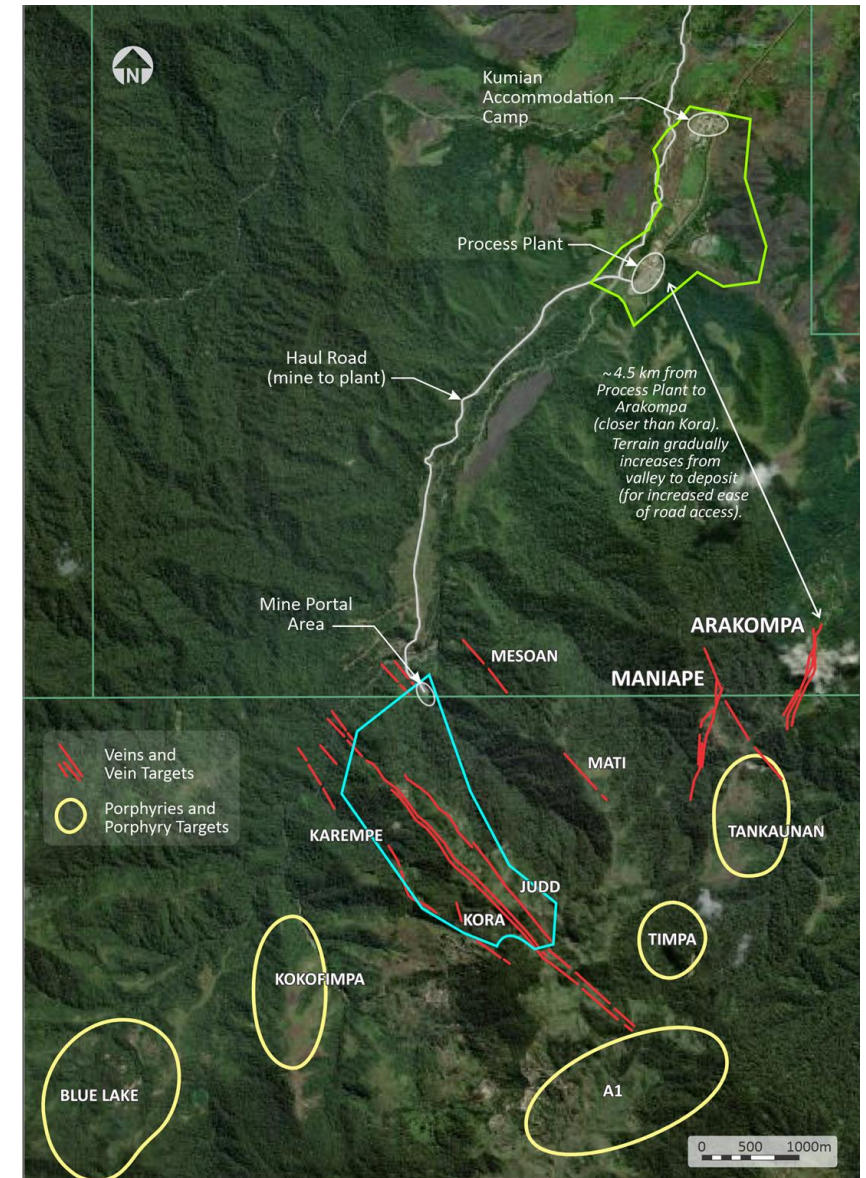 N
Kumian
Accommodation
Camp
Process Plant
Haul Road
(mine to plant)
~4.5 km from
Process Plant to
Arakompa
(closer than Kora).
Terrain gradually
increases from
valley to deposit
(for increased ease
of road access).
Mine Portal
Area
ARAKOMPA
MESOAN
MANIAPE
Veins and
Vein Targets
Porphyries and
Porphyry Targets
MATI
KAREMPE
TANKAUNAN
JUDD
KORA
TIMPA
KOKOFIMPA
BLUE LAKE
A1
0 500 1000m